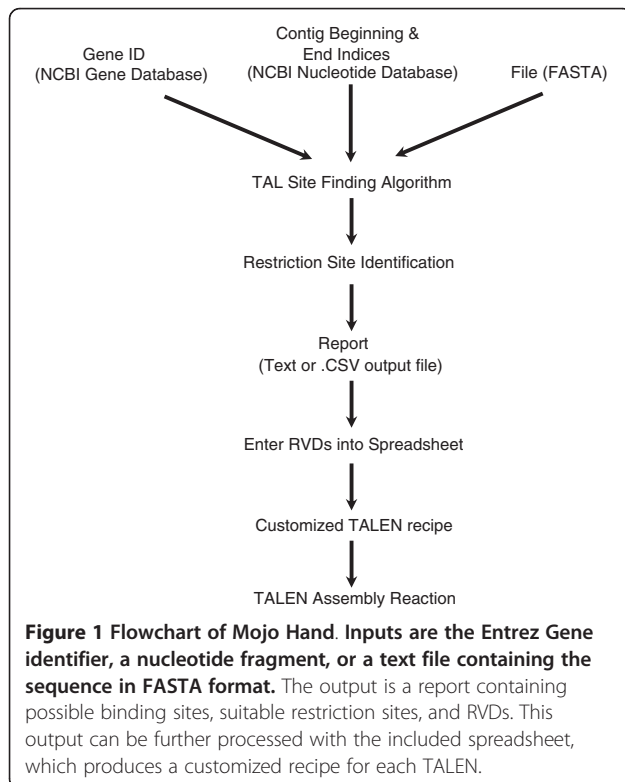 Gene ID
(NCBI Gene Database)
Contig Beginning &
End Indices
(NCBI Nucleotide Database)
File (FASTA)
TAL Site Finding Algorithm
Restriction Site Identification
Report
(Text or .CSV output file)
Enter RVDs into Spreadsheet
Customized TALEN recipe
TALEN Assembly Reaction
Figure 1 Flowchart of Mojo Hand. Inputs are the Entrez Gene
identifier, a nucleotide fragment, or a text file containing the
sequence in FASTA format. The output is a report containing
possible binding sites, suitable restriction sites, and RVDs. This
output can be further processed with the included spreadsheet,
which produces a customized recipe for each TALEN.